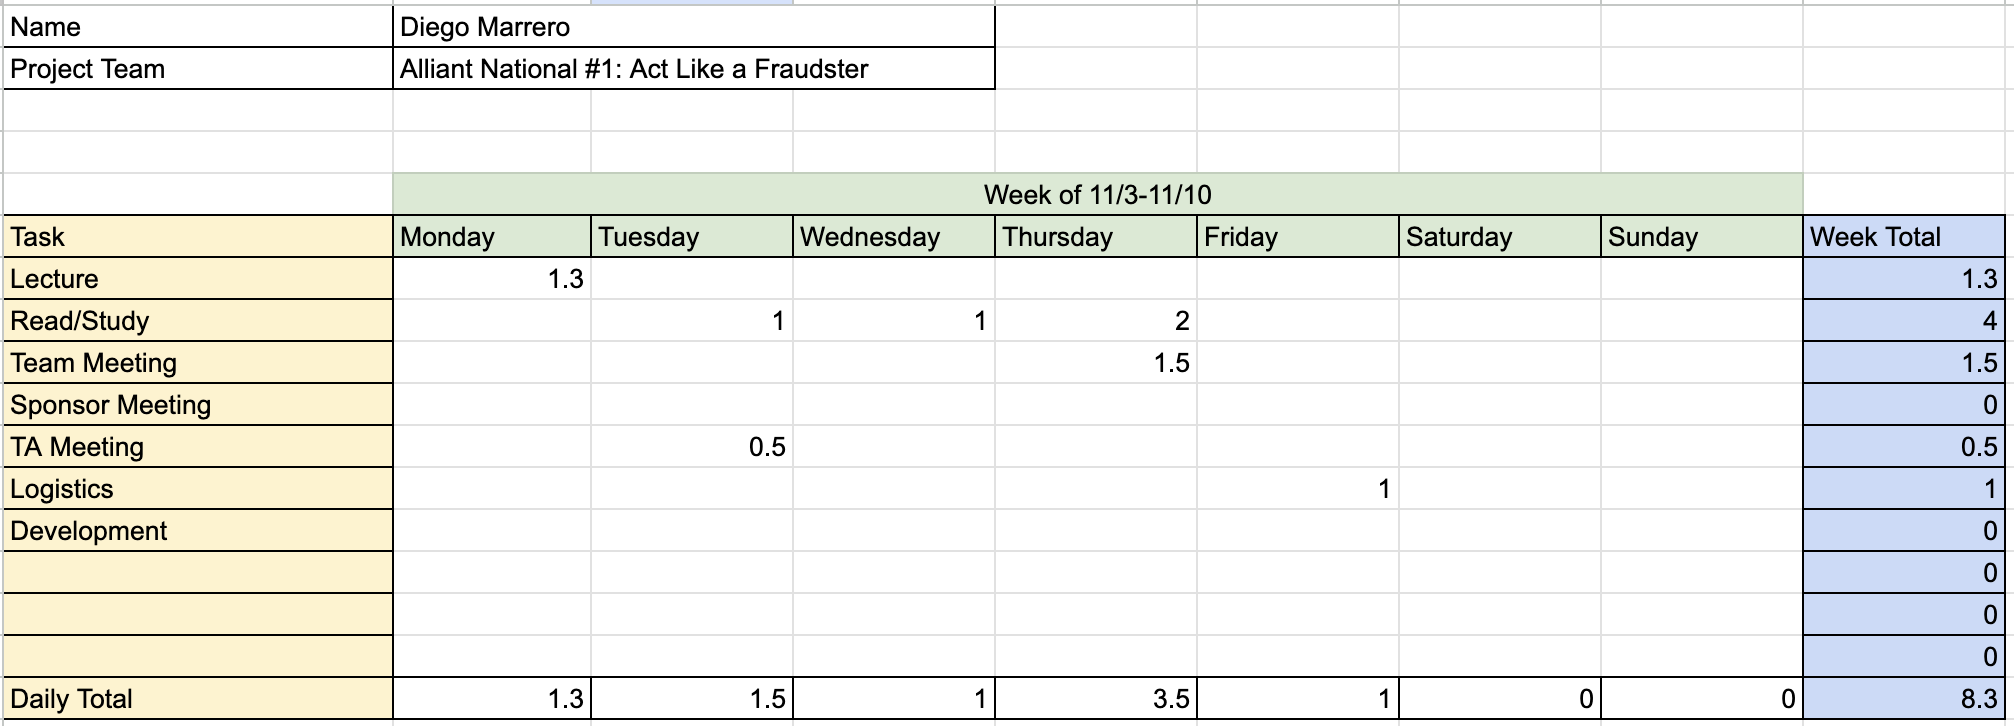 Name Diego Marrero
Project Team Alliant National #1: Act Like a Fraudster
Week of 11/3-11/10
Task Monday Tuesday Wednesday Thursday Friday Saturday Sunday Week Total
Lecture 1.3 1.3
Read/Study 1 1 2 4
Team Meeting 1.5 1.5
Sponsor Meeting 0
TA Meeting 0.5 0.5
Logistics 1 1
Development 0
0
0
0
Daily Total 1.3 1.5 1 3.5 1 0 0 8.3